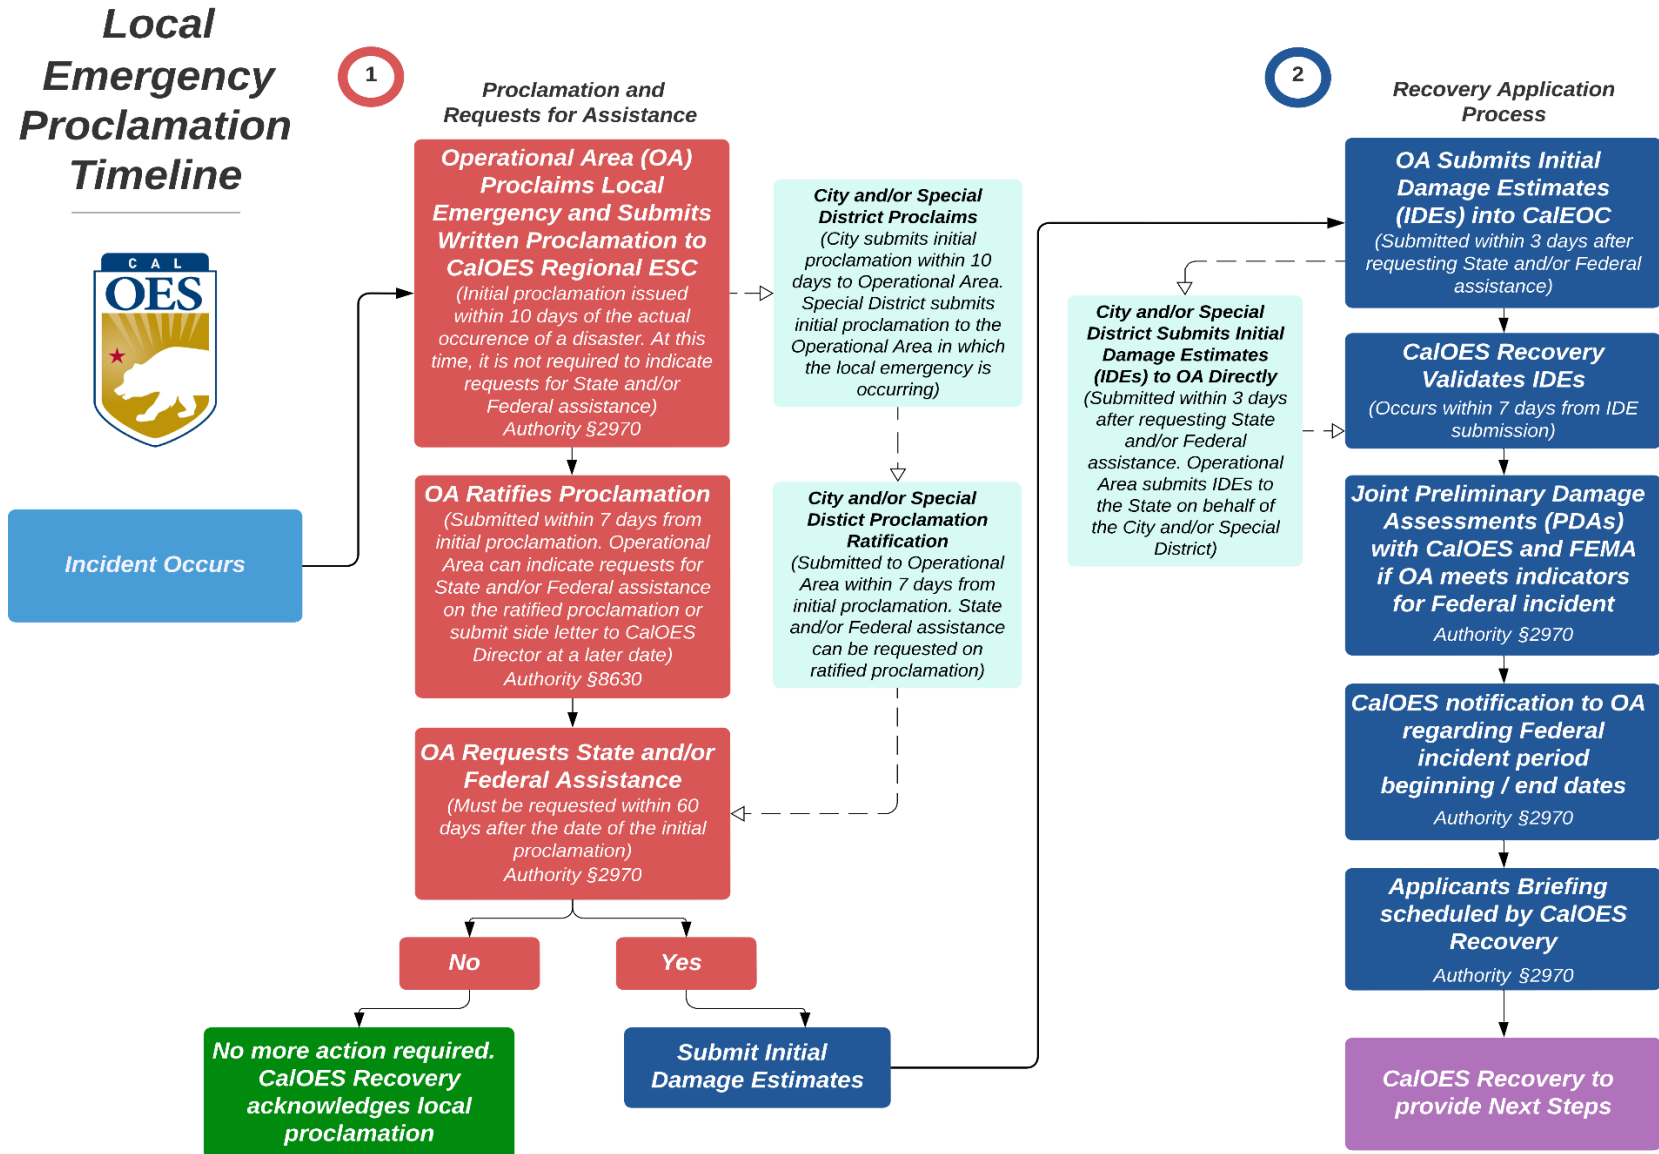 Local
Emergency
Proclamation
Timeline
CAL
OES
Incident Occurs
1
Proclamation and
Requests for Assistance
Operational Area (OA)
Proclaims Local
Emergency and Submits
Written Proclamation to
CalOES Regional ESC
(Initial proclamation issued
within 10 days of the actual
occurence of a disaster. At this
time, it is not required to indicate
requests for State and/or
Federal assistance)
Authority §2970
OA Ratifies Proclamation
(Submitted within 7 days from
initial proclamation. Operational
Area can indicate requests for
State and/or Federal assistance
on the ratified proclamation or
submit side letter to CalOES
Director at a later date)
Authority §8630
OA Requests State and/or
Federal Assistance
(Must be requested within 60
days after the date of the initial
proclamation)
Authority §2970
No
Yes
No more action required.
CalOES Recovery
acknowledges local
proclamation
Submit Initial
Damage Estimates
City and/or Special
District Proclaims
(City submits initial
proclamation within 10
days to Operational Area.
Special District submits
initial proclamation to the
Operational Area in which
the local emergency is
occurring)
City and/or Special
Distict Proclamation
Ratification
(Submitted to Operational
Area within 7 days from
initial proclamation. State
and/or Federal assistance
can be requested on
ratified proclamation)
2
Recovery Application
Process
OA Submits Initial
Damage Estimates
(IDEs) into CalEOC
(Submitted within 3 days after
requesting State and/or Federal
assistance)
City and/or Special
District Submits Initial
Damage Estimates
(IDEs) to OA Directly
(Submitted within 3 days
after requesting State
and/or Federal
assistance. Operational
Area submits IDEs to
the State on behalf of
the City and/or Special
District)
CalOES Recovery
Validates IDEs
(Occurs within 7 days from IDE
submission)
Joint Preliminary Damage
Assessments (PDAs)
with CalOES and FEMA
if OA meets indicators
for Federal incident
Authority §2970
CalOES notification to OA
regarding Federal
incident period
beginning / end dates
Authority §2970
Applicants Briefing
scheduled by CalOES
Recovery
Authority §2970
CalOES Recovery to
provide Next Steps